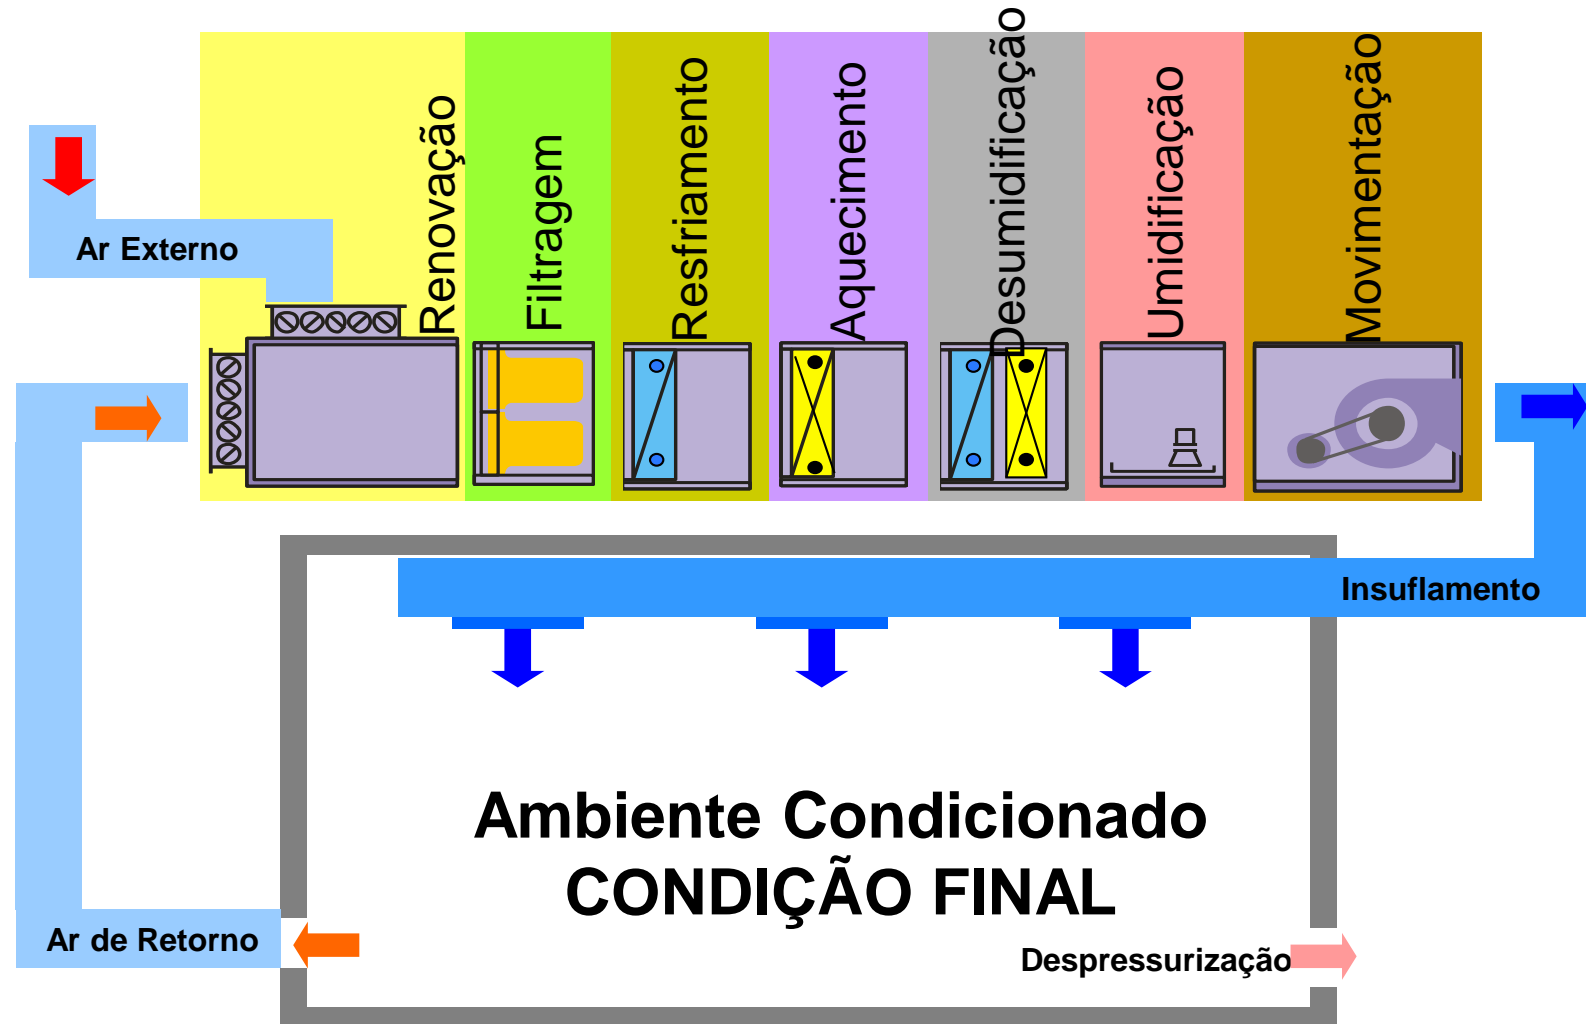 Renovação
Filtragem
Resfriamento
Aquecimento
Desumidificação
Umidificação
Movimentação
Ar Externo
Insuflamento
Ambiente Condicionado
CONDIÇÃO FINAL
Ar de Retorno
Despressurização